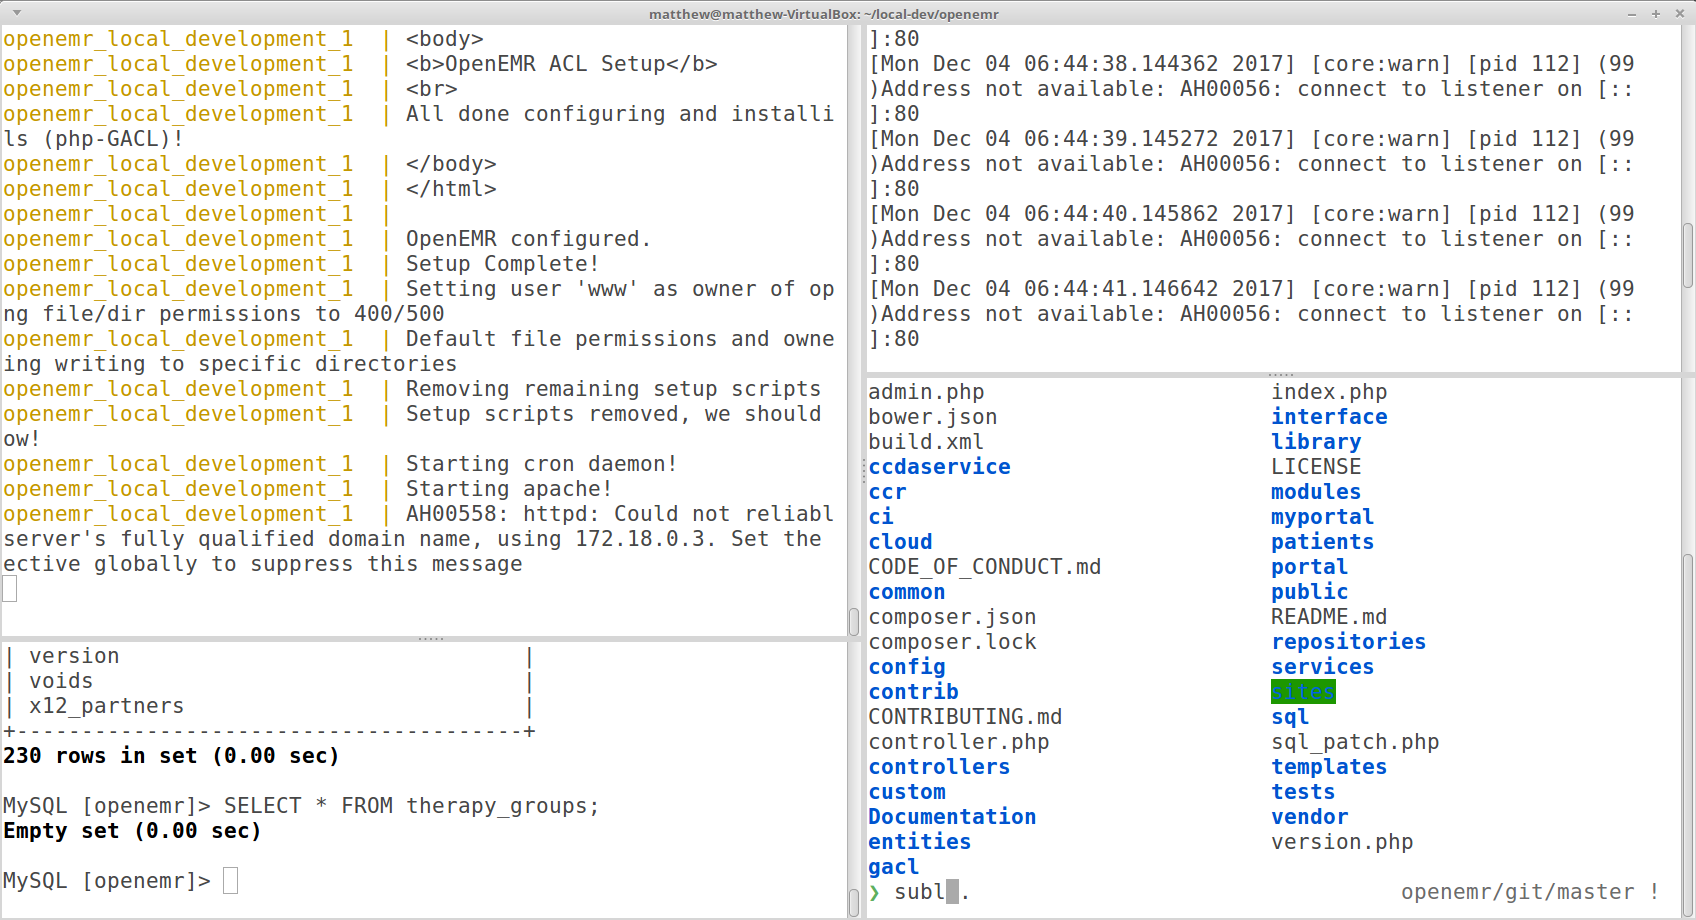 matthew@matthew-VirtualBox: ~/local-dev/openemr
openemr_local_development_1  | <body>
openemr_local_development_1  | <b>OpenEMR ACL Setup</b>
openemr_local_development_1  | <br>
openemr_local_development_1  | All done configuring and installi
ls (php-GACL)!
openemr_local_development_1  | </body>
openemr_local_development_1  | </html>
openemr_local_development_1  |
openemr_local_development_1  | OpenEMR configured.
openemr_local_development_1  | Setup Complete!
openemr_local_development_1  | Setting user 'www' as owner of op
ng file/dir permissions to 400/500
openemr_local_development_1  | Default file permissions and owne
ing writing to specific directories
openemr_local_development_1  | Removing remaining setup scripts
openemr_local_development_1  | Setup scripts removed, we should
ow!
openemr_local_development_1  | Starting cron daemon!
openemr_local_development_1  | Starting apache!
openemr_local_development_1  | AH00558: httpd: Could not reliabl
server's fully qualified domain name, using 172.18.0.3. Set the
ective globally to suppress this message
| version                               |
| voids                                 |
| x12_partners                          |
+---------------------------------------+
230 rows in set (0.00 sec)
MySQL [openemr]> SELECT * FROM therapy_groups;
Empty set (0.00 sec)
MySQL [openemr]>
]:80
[Mon Dec 04 06:44:38.144362 2017] [core:warn] [pid 112] (99
)Address not available: AH00056: connect to listener on [::
]:80
[Mon Dec 04 06:44:39.145272 2017] [core:warn] [pid 112] (99
)Address not available: AH00056: connect to listener on [::
]:80
[Mon Dec 04 06:44:40.145862 2017] [core:warn] [pid 112] (99
)Address not available: AH00056: connect to listener on [::
]:80
[Mon Dec 04 06:44:41.146642 2017] [core:warn] [pid 112] (99
)Address not available: AH00056: connect to listener on [::
]:80
admin.php                      index.php
bower.json                     interface
build.xml                      library
ccdaservice                    LICENSE
ccr                            modules
ci                             myportal
cloud                          patients
CODE_OF_CONDUCT.md             portal
common                         public
composer.json                  README.md
composer.lock                  repositories
config                         services
contrib                        sites
CONTRIBUTING.md                sql
controller.php                 sql_patch.php
controllers                    templates
custom                         tests
Documentation                  vendor
entities                       version.php
gacl
❯ subl .                                 openemr/git/master !